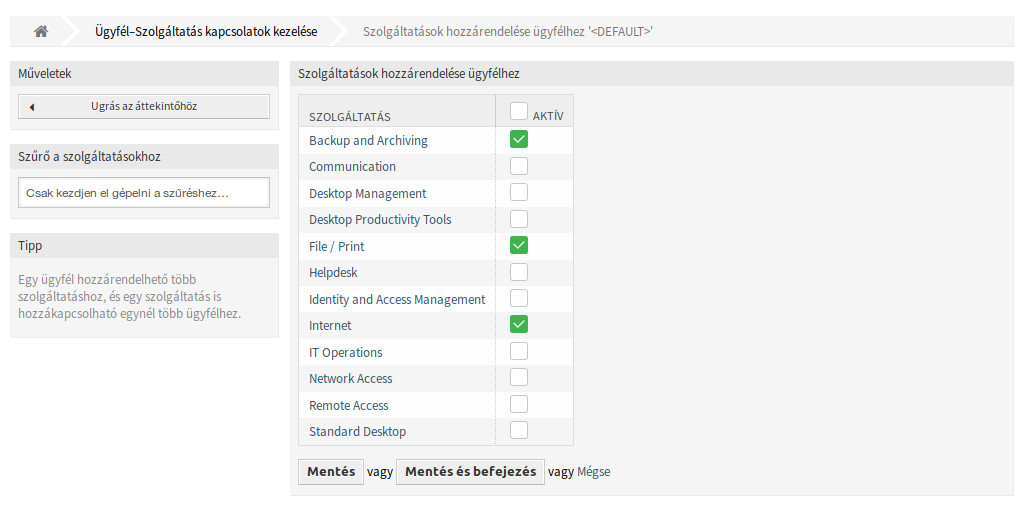 Ügyfél–Szolgáltatás kapcsolatok kezelése
Szolgáltatások hozzárendelése ügyfélhez '<DEFAULT>'
Műveletek
Ugrás az áttekintőhöz
Szűrő a szolgáltatásokhoz
Csak kezdjen el gépelni a szűréshez...
Tipp
Egy ügyfél hozzárendelhető több
szolgáltatáshoz, és egy szolgáltatás is
hozzákapcsolható egynél több ügyfélhez.
Szolgáltatások hozzárendelése ügyfélhez
SZOLGÁLTATÁS AKTÍV
Backup and Archiving
Communication
Desktop Management
Desktop Productivity Tools
File / Print
Helpdesk
Identity and Access Management
Internet
IT Operations
Network Access
Remote Access
Standard Desktop
Mentés vagy Mentés és befejezés vagy Mégse